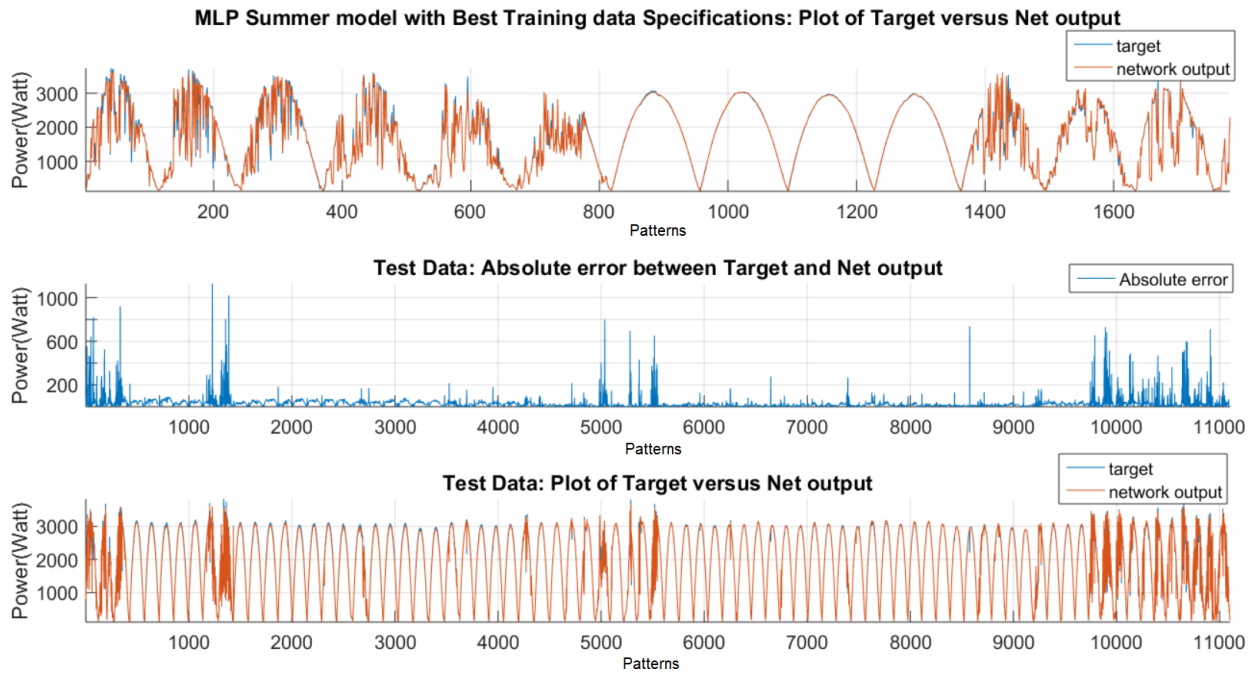 MLP Summer model with Best Training data Specifications: Plot of Target versus Net output
target
network output
Power(Watt)
3000
2000
1000
200
400
600
800
1000
1200
1400
1600
Patterns
Test Data: Absolute error between Target and Net output
Absolute error
Power(Watt)
1000
600
200
1000
2000
3000
4000
5000
6000
7000
8000
9000
10000
11000
Patterns
Test Data: Plot of Target versus Net output
target
network output
Power(Watt)
3000
2000
1000
1000
2000
3000
4000
5000
6000
7000
8000
9000
10000
11000
Patterns